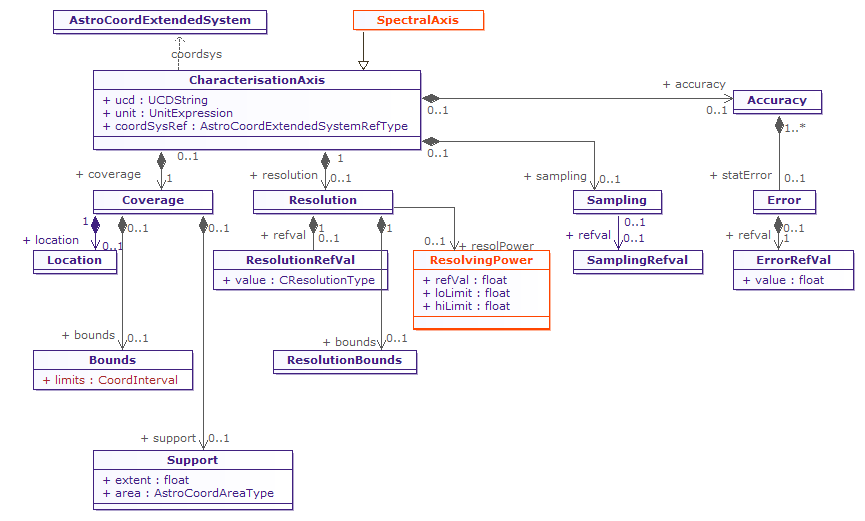 AstroCoordExtendedSystem
SpectralAxis
coordsys
CharacterisationAxis
+ ucd : UCDString
+ unit : UnitExpression
+ coordSysRef : AstroCoordExtendedSystemRefType
+ accuracy
0..1
0..1
Accuracy
1..*
0..1
0..1
1
+ coverage
1
+ resolution
0..1
+ sampling
0..1
+ statError
0..1
Coverage
Resolution
Sampling
Error
1
0..1
0..1
1
1
0..1
0..1
+ location
0..1
+ refval
0..1
0..1
+ resolPower
+ refval
0..1
+ refval
1
Location
ResolutionRefVal
+ value : CResolutionType
ResolvingPower
+ refVal : float
+ loLimit : float
+ hiLimit : float
SamplingRefval
ErrorRefVal
+ value : float
+ bounds
0..1
+ bounds
0..1
Bounds
+ limits : CoordInterval
ResolutionBounds
+ support
0..1
Support
+ extent : float
+ area : AstroCoordAreaType